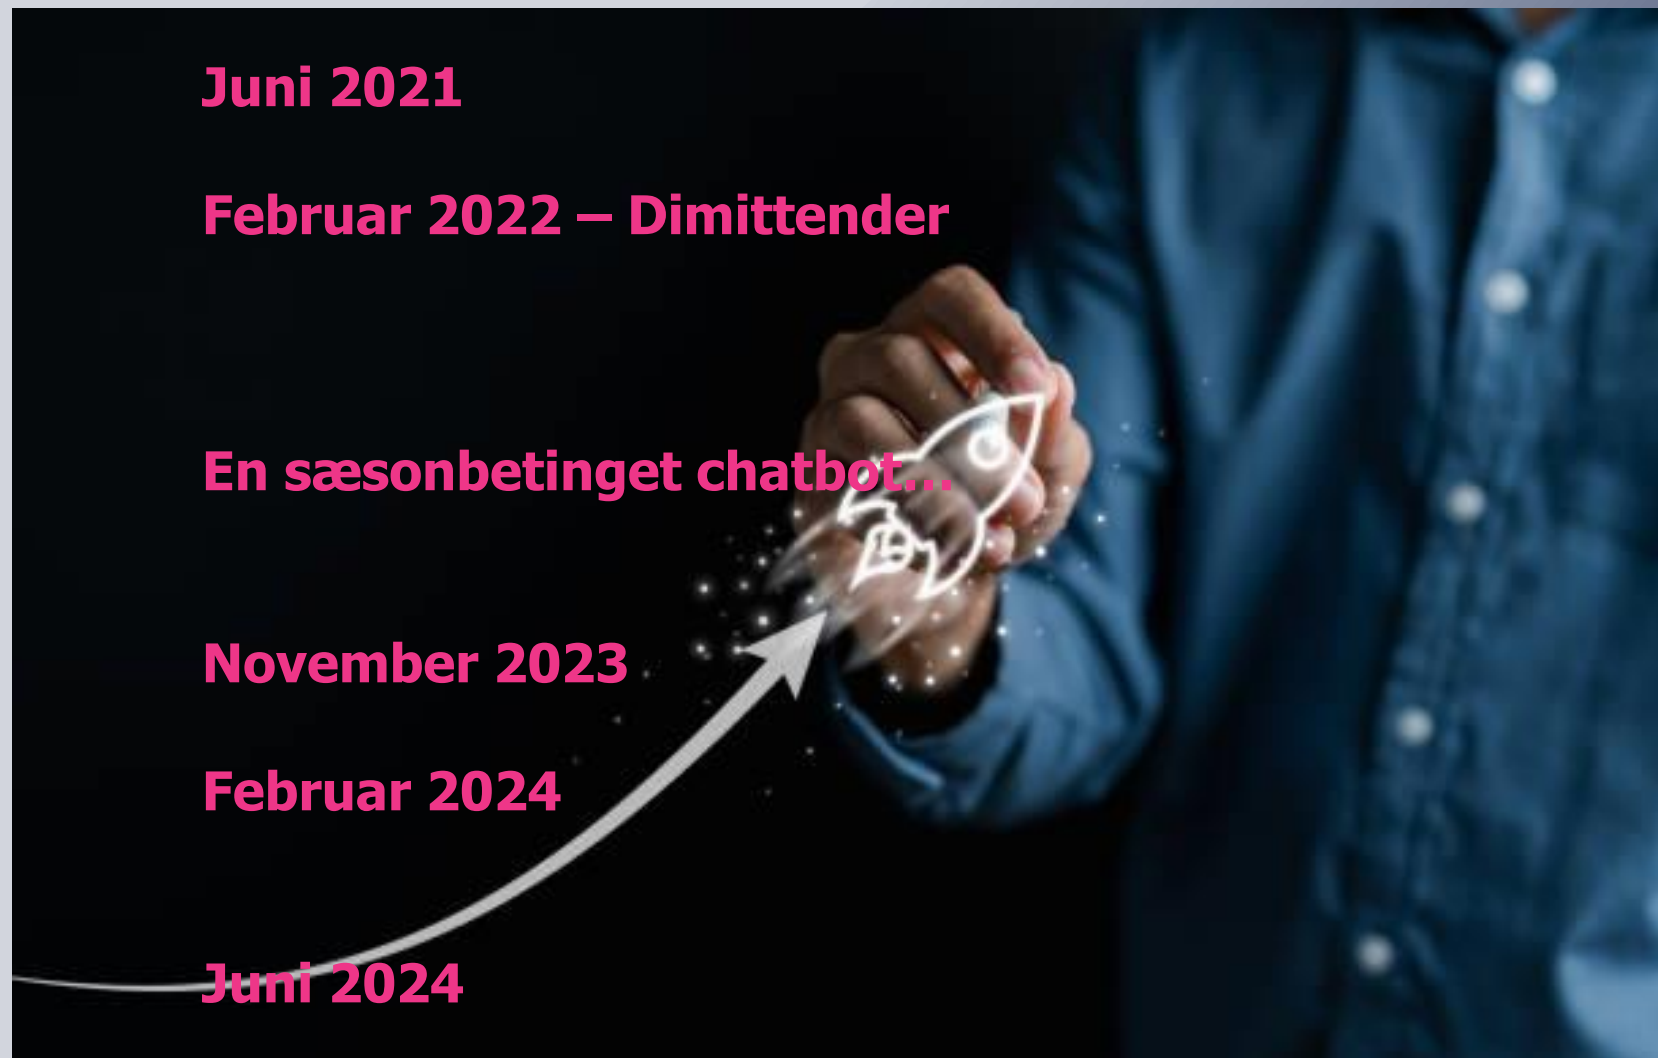 Juni 2021
Februar 2022 – Dimittender
En sæsonbetinget chatbot...
November 2023
Februar 2024
Juni 2024